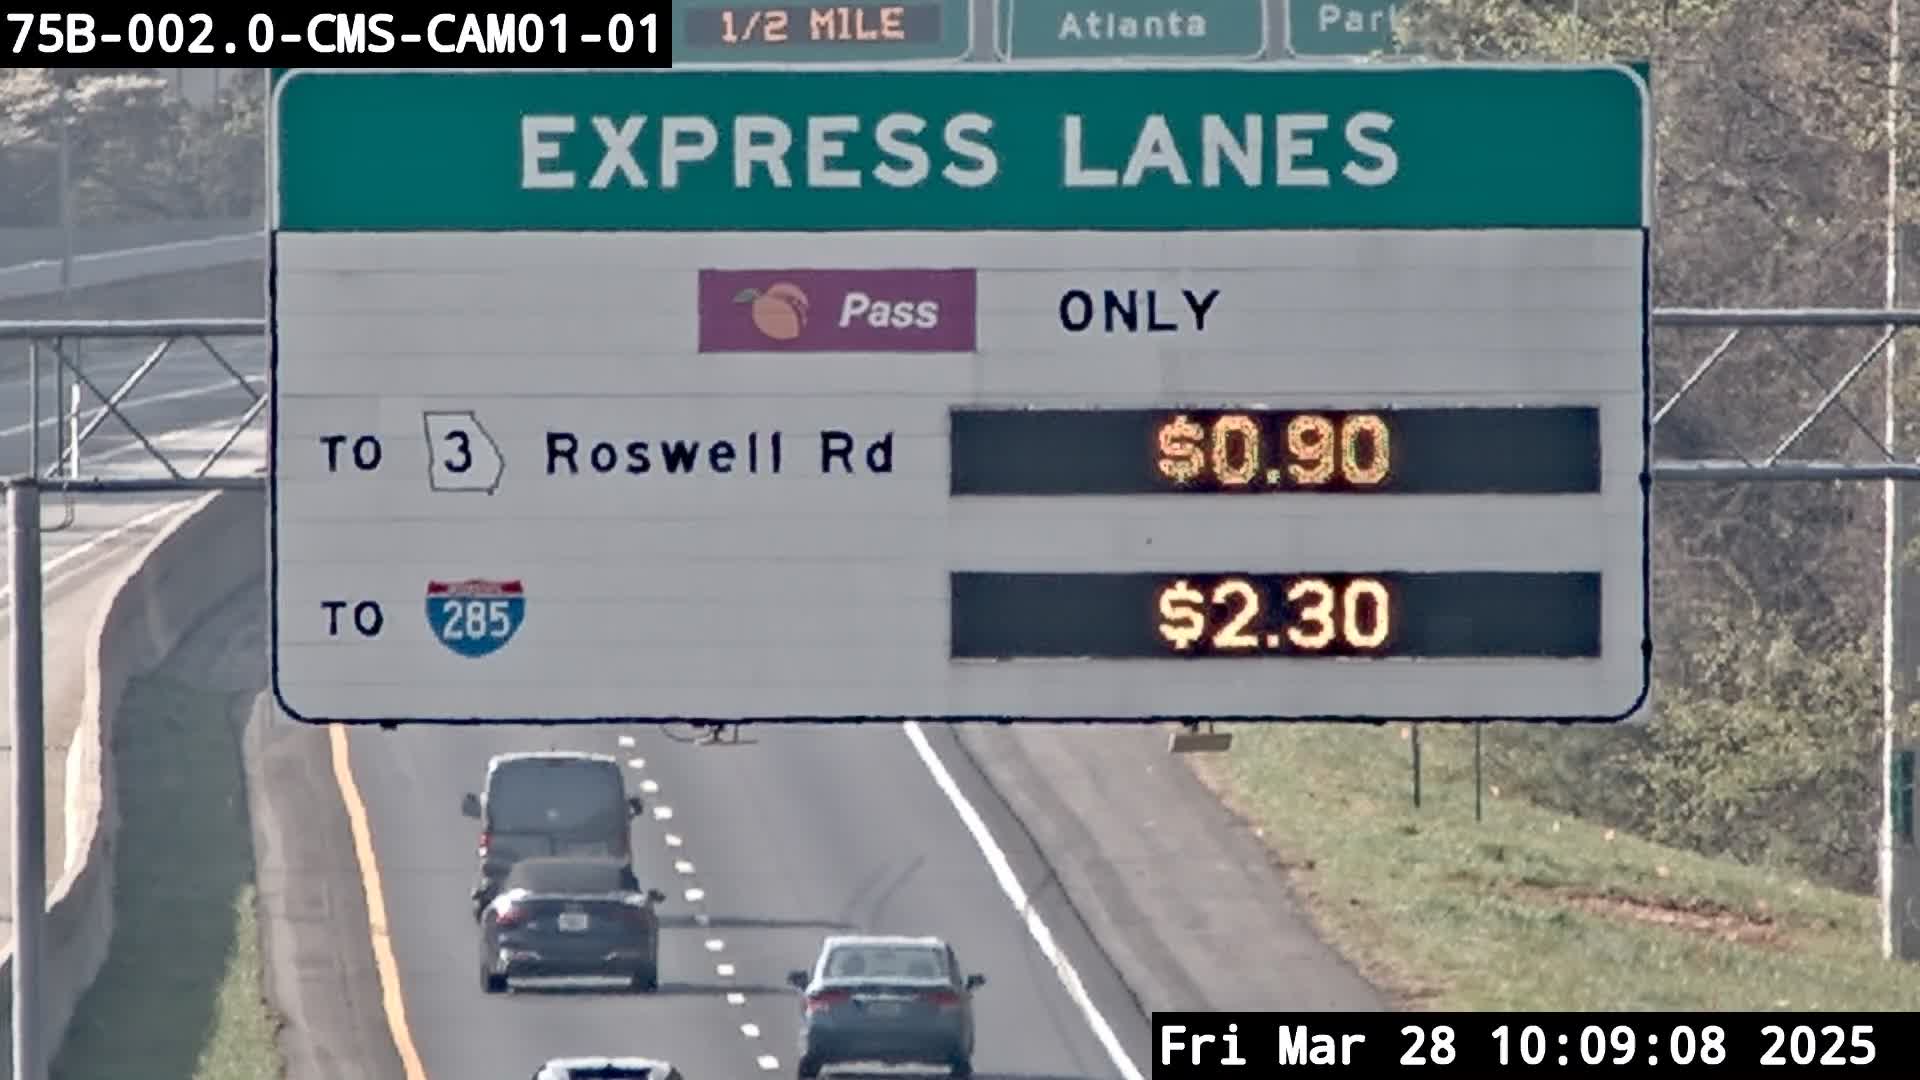 75B-002.0-CMS-CAM01-01
1/2 MILE
Atlanta
EXPRESS LANES
Pass ONLY
TO 3 Roswell Rd $0.90
TO 285 $2.30
Fri Mar 28 10:09:08 2025